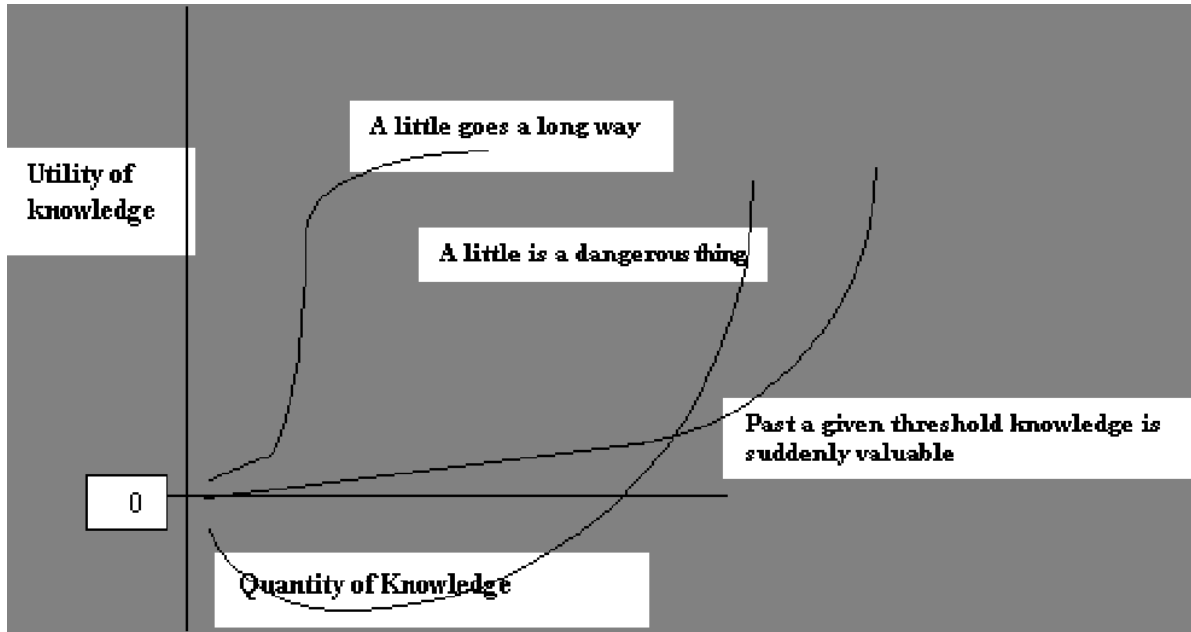 A little goes a long way
Utility of
knowledge
A little is a dangerous thing
Past a given threshold knowledge is
suddenly valuable
0
Quantity of Knowledge